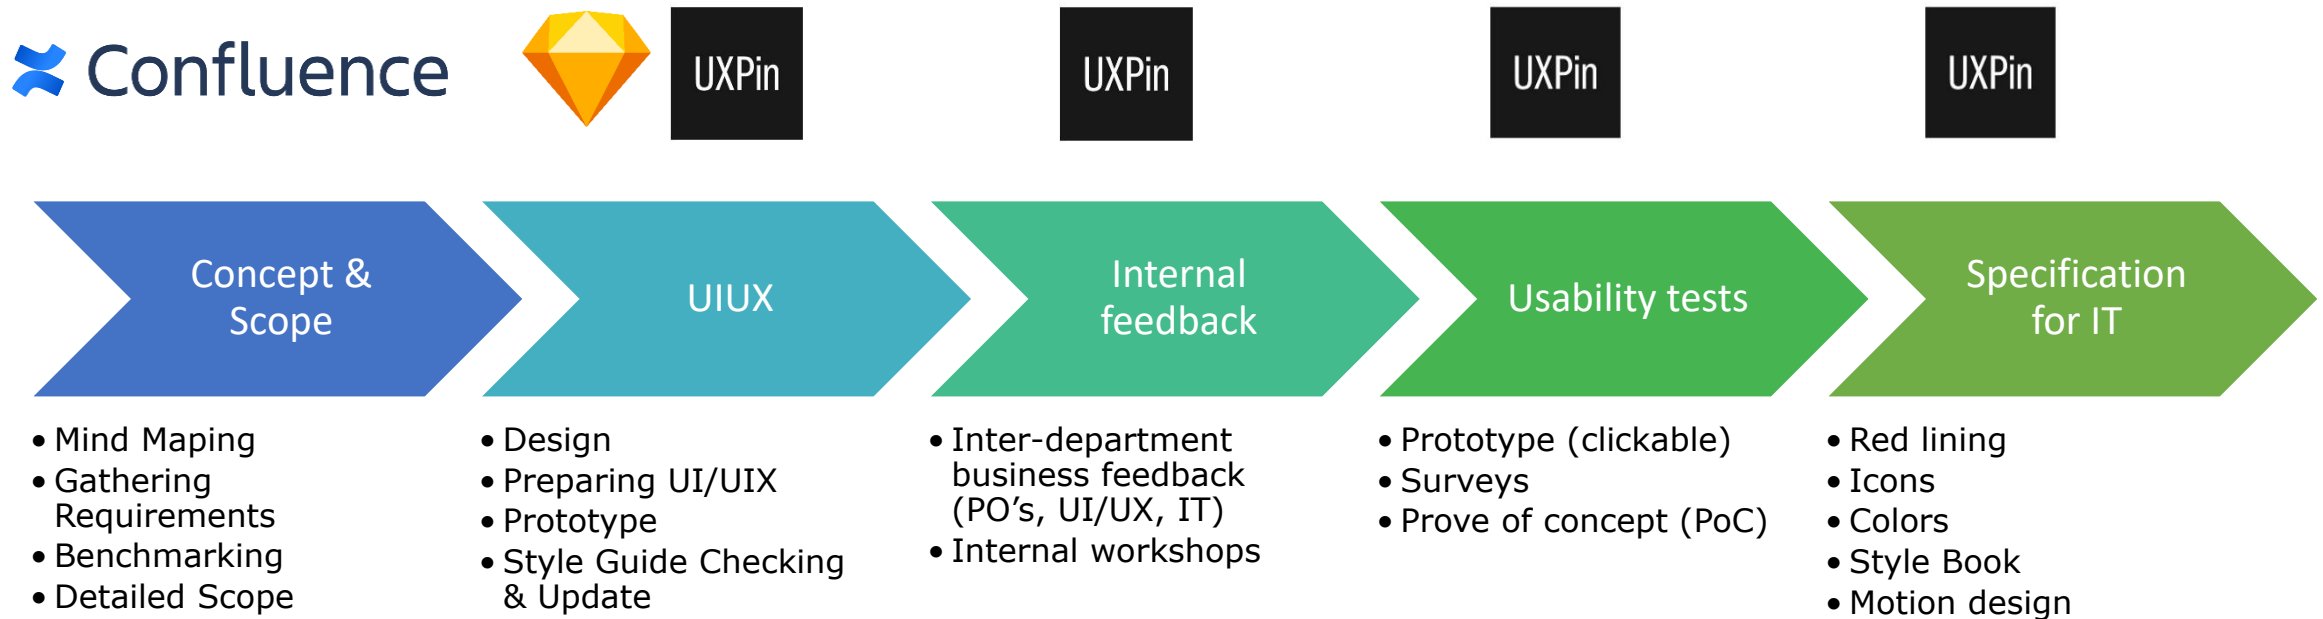 Confluence
UXPin
UXPin
UXPin
UXPin
Concept &
Scope
UIUX
Internal
feedback
Usability tests
Specification
for IT
• Mind Maping
• Gathering
Requirements
• Benchmarking
• Detailed Scope
• Design
• Preparing UI/UIX
• Prototype
• Style Guide Checking
& Update
• Inter-department
business feedback
(PO’s, UI/UX, IT)
• Internal workshops
• Prototype (clickable)
• Surveys
• Prove of concept (PoC)
• Red lining
• Icons
• Colors
• Style Book
• Motion design